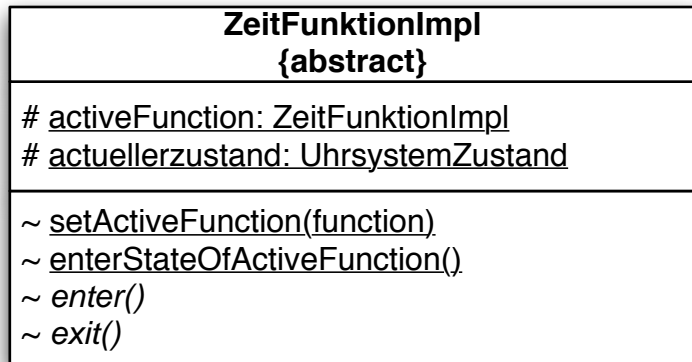 ZeitFunktionImpl
{abstract}
# activeFunction: ZeitFunktionImpl
# actuellerzustand: UhrsystemZustand
~ setActiveFunction(function)
~ enterStateOfActiveFunction()
~ enter()
~ exit()